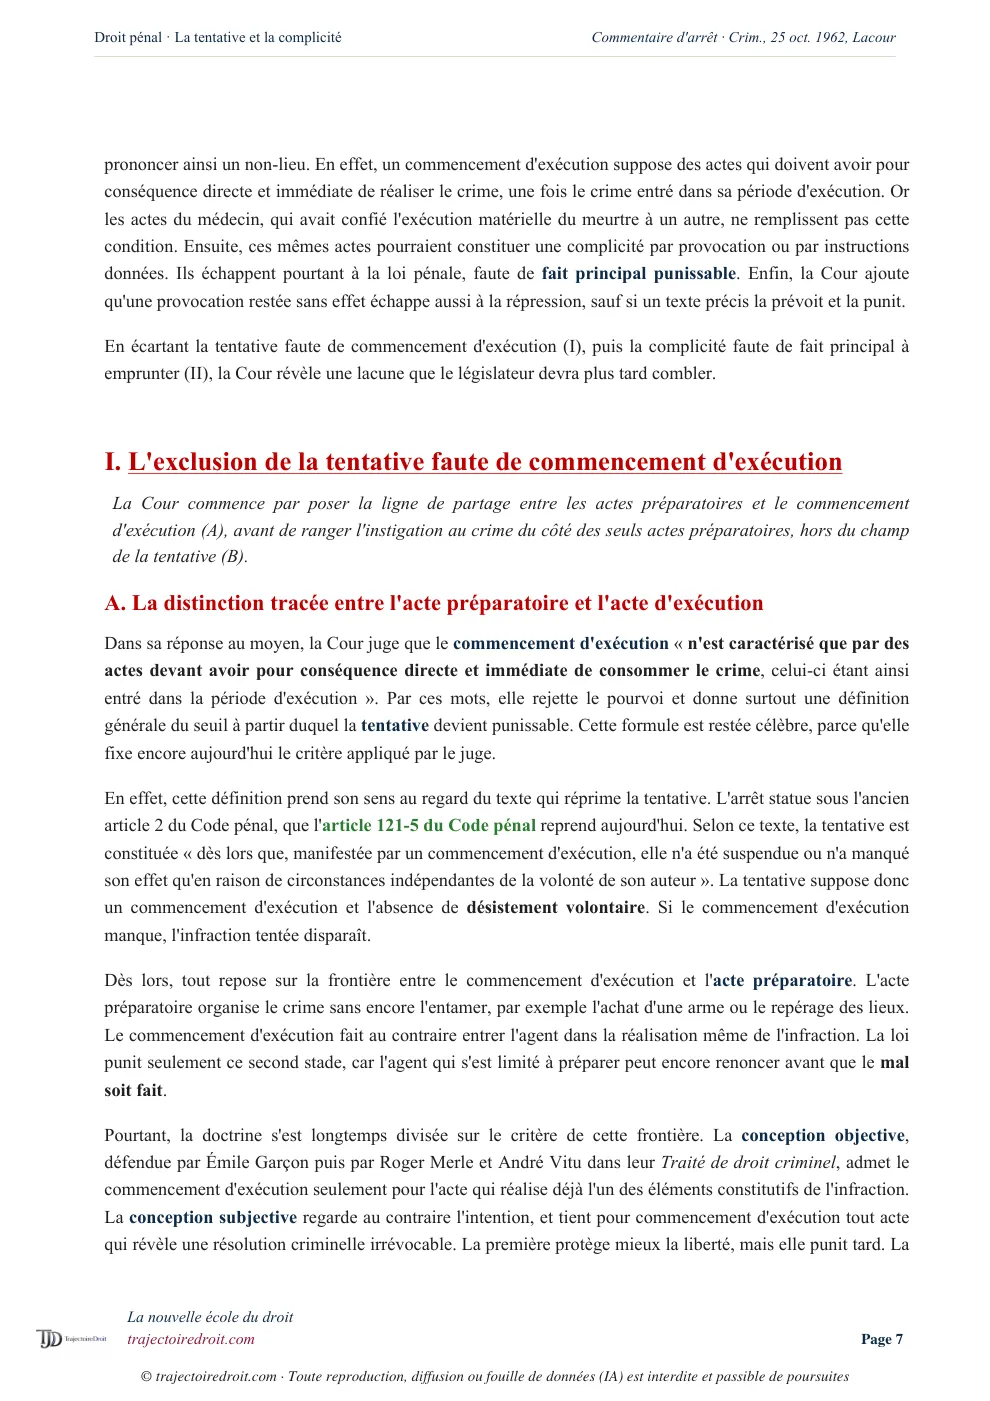 Droit pénal · La tentative et la complicité
Commentaire d'arrêt · Crim., 25 oct. 1962, Lacour
prononcer ainsi un non-lieu. En effet, un commencement d'exécution suppose des actes qui doivent avoir pour
conséquence directe et immédiate de réaliser le crime, une fois le crime entré dans sa période d'exécution. Or
les actes du médecin, qui avait confié l'exécution matérielle du meurtre à un autre, ne remplissent pas cette
condition. Ensuite, ces mêmes actes pourraient constituer une complicité par provocation ou par instructions
données. Ils échappent pourtant à la loi pénale, faute de fait principal punissable. Enfin, la Cour ajoute
qu'une provocation restée sans effet échappe aussi à la répression, sauf si un texte précis la prévoit et la punit.
En écartant la tentative faute de commencement d'exécution (I), puis la complicité faute de fait principal à
emprunter (II), la Cour révèle une lacune que le législateur devra plus tard combler.
I. L'exclusion de la tentative faute de commencement d'exécution
La Cour commence par poser la ligne de partage entre les actes préparatoires et le commencement
d'exécution (A), avant de ranger l'instigation au crime du côté des seuls actes préparatoires, hors du champ
de la tentative (B).
A. La distinction tracée entre l'acte préparatoire et l'acte d'exécution
Dans sa réponse au moyen, la Cour juge que le commencement d'exécution « n'est caractérisé que par des
actes devant avoir pour conséquence directe et immédiate de consommer le crime, celui-ci étant ainsi
entré dans la période d'exécution ». Par ces mots, elle rejette le pourvoi et donne surtout une définition
générale du seuil à partir duquel la tentative devient punissable. Cette formule est restée célèbre, parce qu'elle
fixe encore aujourd'hui le critère appliqué par le juge.
En effet, cette définition prend son sens au regard du texte qui réprime la tentative. L'arrêt statue sous l'ancien
article 2 du Code pénal, que l'article 121-5 du Code pénal reprend aujourd'hui. Selon ce texte, la tentative est
constituée « dès lors que, manifestée par un commencement d'exécution, elle n'a été suspendue ou n'a manqué
son effet qu'en raison de circonstances indépendantes de la volonté de son auteur ». La tentative suppose donc
un commencement d'exécution et l'absence de désistement volontaire. Si le commencement d'exécution
manque, l'infraction tentée disparaît.
Dès lors, tout repose sur la frontière entre le commencement d'exécution et l'acte préparatoire. L'acte
préparatoire organise le crime sans encore l'entamer, par exemple l'achat d'une arme ou le repérage des lieux.
Le commencement d'exécution fait au contraire entrer l'agent dans la réalisation même de l'infraction. La loi
punit seulement ce second stade, car l'agent qui s'est limité à préparer peut encore renoncer avant que le mal
soit fait.
Pourtant, la doctrine s'est longtemps divisée sur le critère de cette frontière. La conception objective,
défendue par Émile Garçon puis par Roger Merle et André Vitu dans leur Traité de droit criminel, admet le
commencement d'exécution seulement pour l'acte qui réalise déjà l'un des éléments constitutifs de l'infraction.
La conception subjective regarde au contraire l'intention, et tient pour commencement d'exécution tout acte
qui révèle une résolution criminelle irrévocable. La première protège mieux la liberté, mais elle punit tard. La
La nouvelle école du droit
TJD TrajectoireDroit
trajectoiredroit.com
Page 7
© trajectoiredroit.com · Toute reproduction, diffusion ou fouille de données (IA) est interdite et passible de poursuites